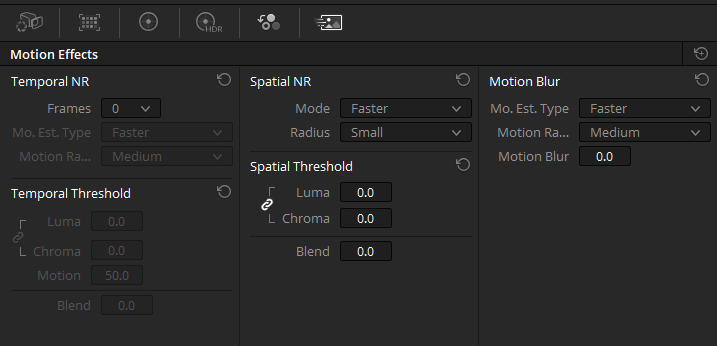 HDR
Motion Effects
Temporal NR
Frames 0
Mo. Est. Type Faster
Motion Ra... Medium
Temporal Threshold
Luma 0.0
Chroma 0.0
Motion 50.0
Blend 0.0
Spatial NR
Mode Faster
Radius Small
Spatial Threshold
Luma 0.0
Chroma 0.0
Blend 0.0
Motion Blur
Mo. Est. Type Faster
Motion Ra... Medium
Motion Blur 0.0